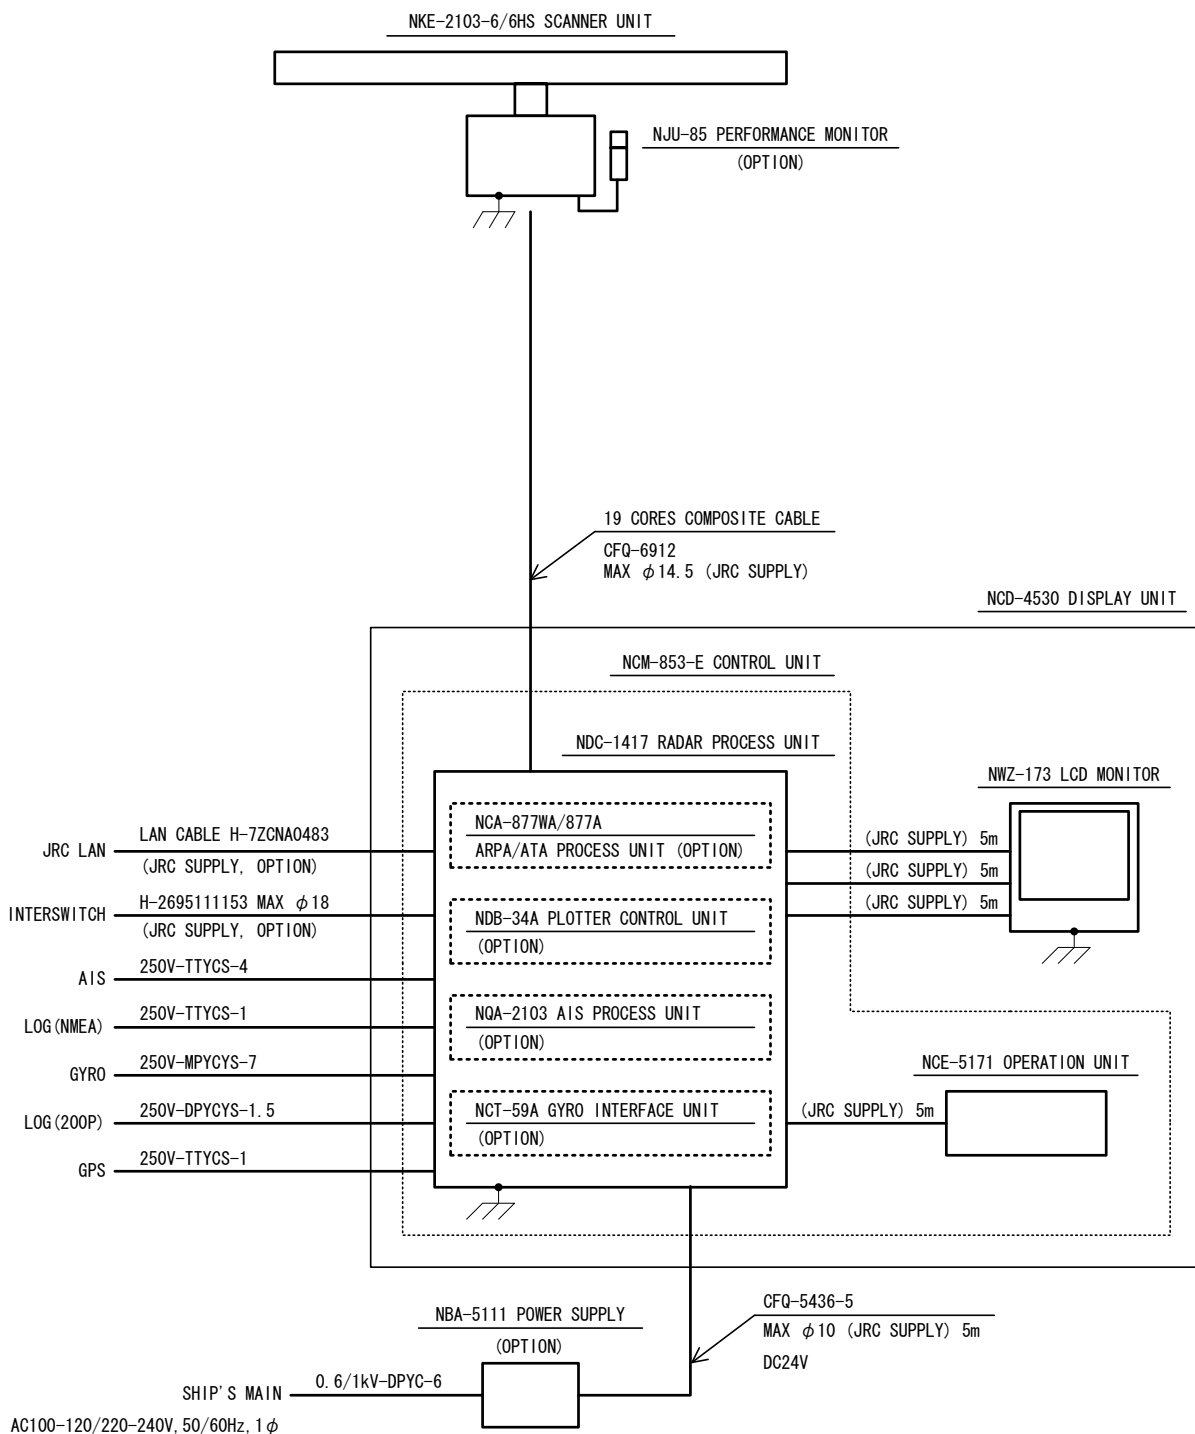 NKE-2103-6/6HS SCANNER UNIT
NJU-85 PERFORMANCE MONITOR
(OPTION)
19 CORES COMPOSITE CABLE
CFQ-6912
MAX φ14.5 (JRC SUPPLY)
NCD-4530 DISPLAY UNIT
NCM-853-E CONTROL UNIT
NDC-1417 RADAR PROCESS UNIT
NWZ-173 LCD MONITOR
NCA-877WA/877A
ARPA/ATA PROCESS UNIT (OPTION)
JRC LAN
LAN CABLE H-7ZCNA0483
(JRC SUPPLY, OPTION)
(JRC SUPPLY) 5m
(JRC SUPPLY) 5m
(JRC SUPPLY) 5m
INTERSWITCH
H-2695111153 MAX φ18
(JRC SUPPLY, OPTION)
NDB-34A PLOTTER CONTROL UNIT
(OPTION)
AIS
250V-TTYCS-4
LOG(NMEA)
250V-TTYCS-1
NQA-2103 AIS PROCESS UNIT
(OPTION)
GYRO
250V-MPYCYS-7
NCE-5171 OPERATION UNIT
LOG(200P)
250V-DPYCYS-1.5
NCT-59A GYRO INTERFACE UNIT
(OPTION)
(JRC SUPPLY) 5m
GPS
250V-TTYCS-1
NBA-5111 POWER SUPPLY
(OPTION)
CFQ-5436-5
MAX φ10 (JRC SUPPLY) 5m
DC24V
SHIP'S MAIN
0.6/1kV-DPYC-6
AC100-120/220-240V, 50/60Hz, 1φ